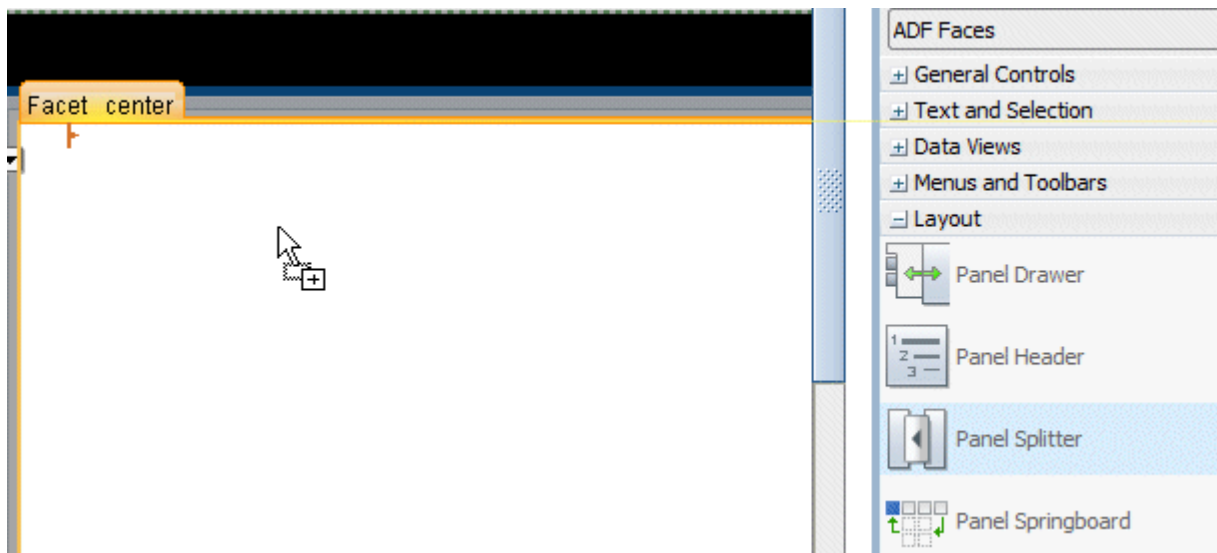 Facet center
ADF Faces
General Controls
Text and Selection
Data Views
Menus and Toolbars
Layout
Panel Drawer
1
2
3
Panel Header
Panel Splitter
Panel Springboard